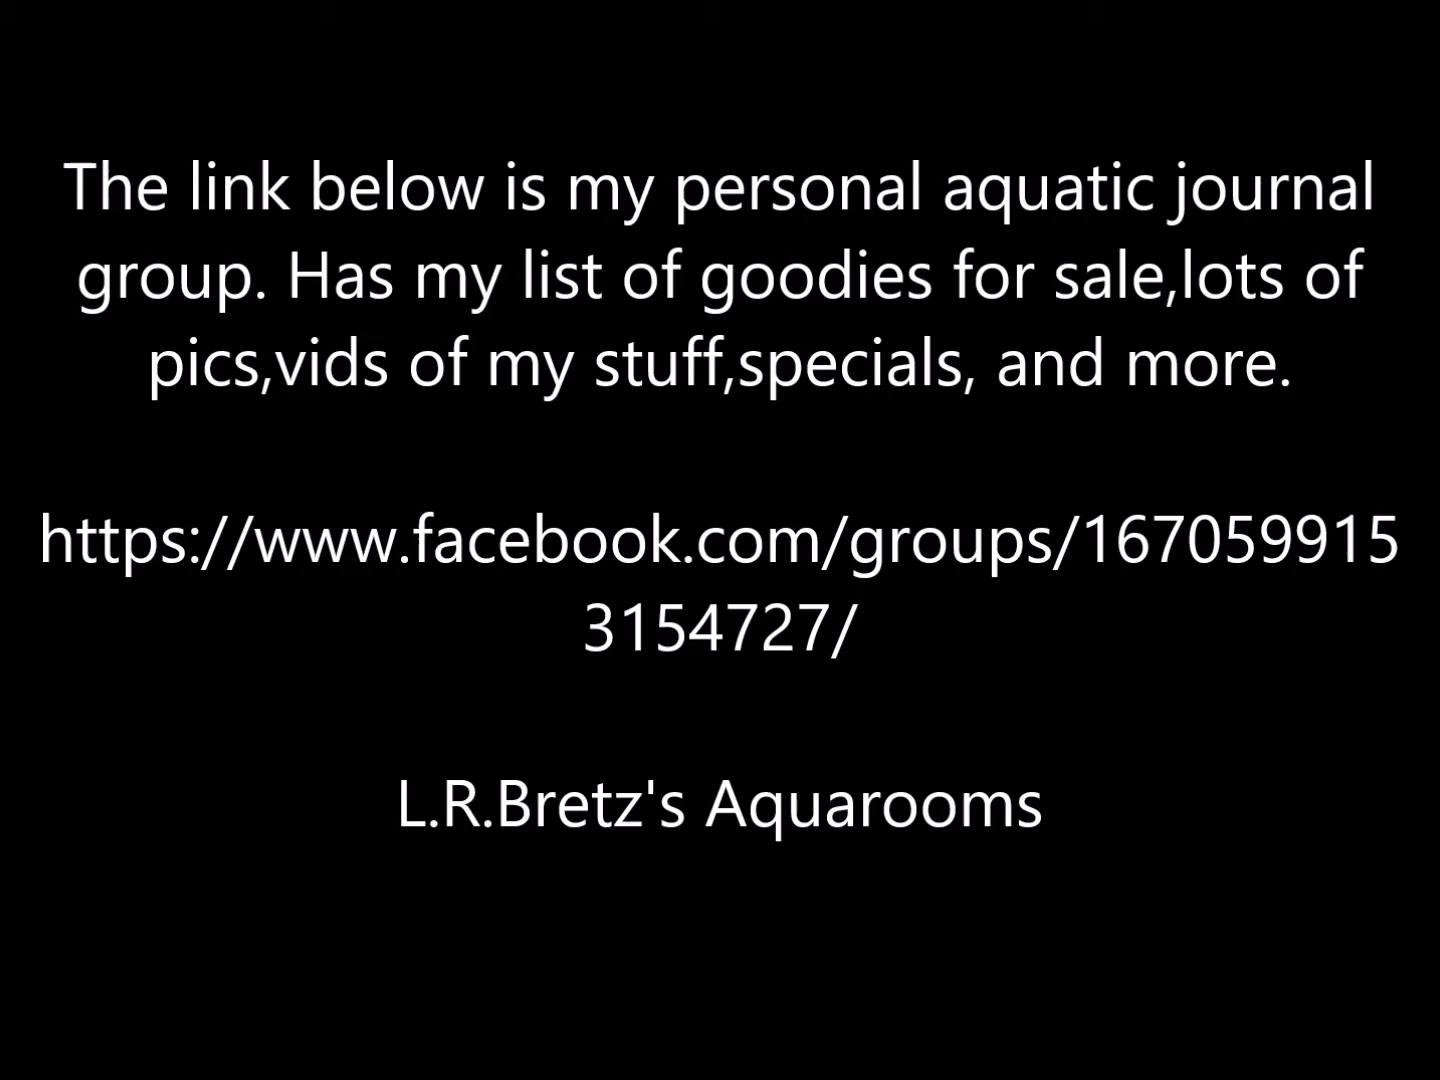 The link below is my personal aquatic journal
group. Has my list of goodies for sale,lots of
pics,vids of my stuff,specials, and more.
https://www.facebook.com/groups/167059915
3154727/
L.R.Bretz's Aquarooms